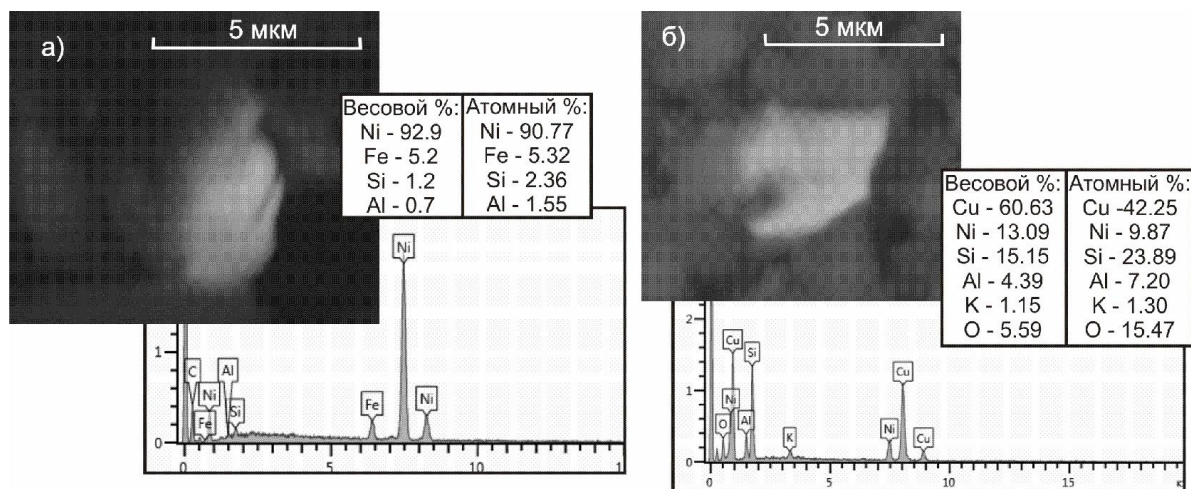 а)
5 мкм
Весовой %: Атомный %:
Ni - 92.9 Ni - 90.77
Fe - 5.2 Fe - 5.32
Si - 1.2 Si - 2.36
Al - 0.7 Al - 1.55
Ni
1
C Al
Ni
Fe Si Fe Ni
0
0 5 10 1
б)
5 мкм
Весовой %: Атомный %:
Cu - 60.63 Cu -42.25
Ni - 13.09 Ni - 9.87
Si - 15.15 Si - 23.89
Al - 4.39 Al - 7.20
K - 1.15 K - 1.30
O - 5.59 O - 15.47
2
Cu Si
Cu
1
Ni
O Al K Ni Cu
0
0 5 10 15 К